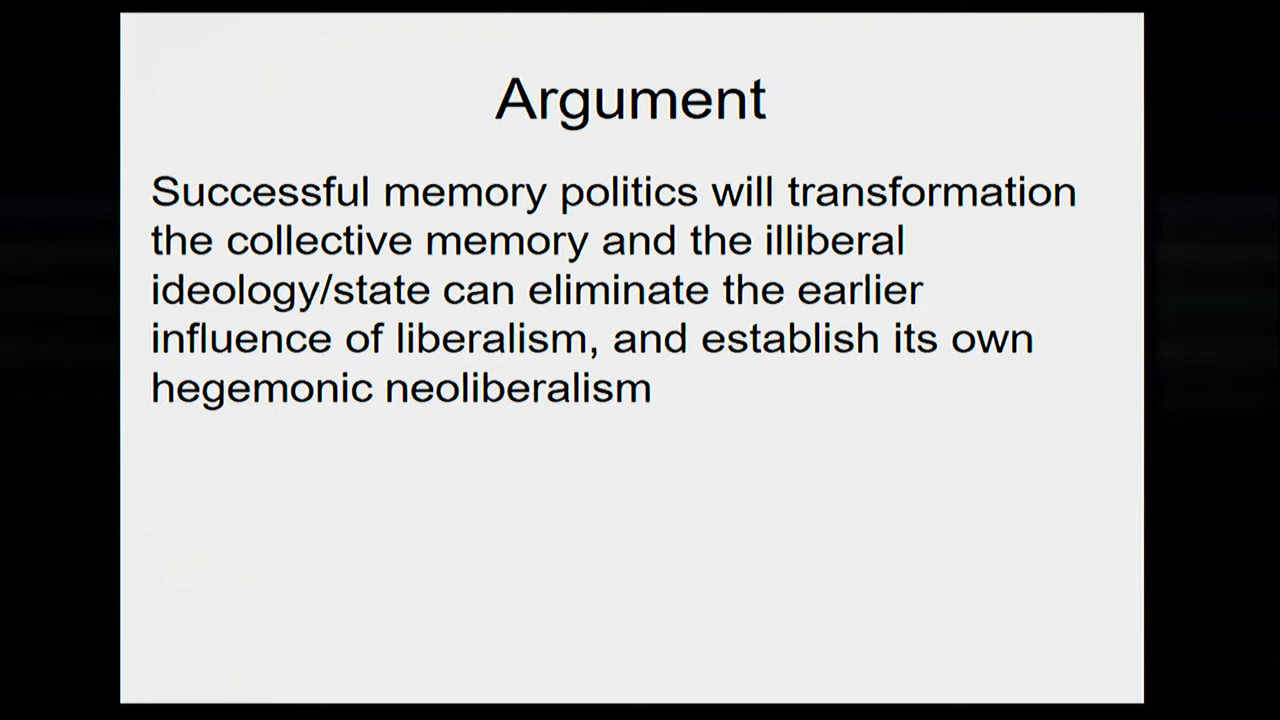 Argument
Successful memory politics will transformation
the collective memory and the illiberal
ideology/state can eliminate the earlier
influence of liberalism, and establish its own
hegemonic neoliberalism